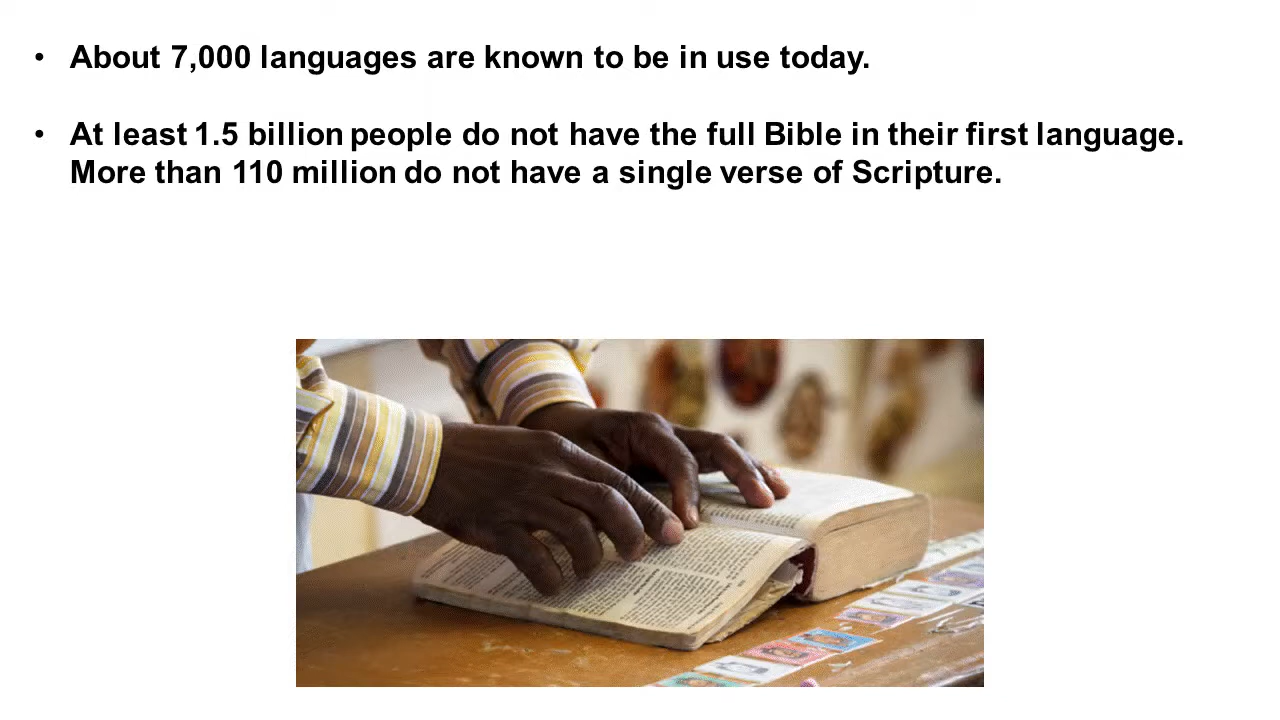 • About 7,000 languages are known to be in use today.
• At least 1.5 billion people do not have the full Bible in their first language.
More than 110 million do not have a single verse of Scripture.